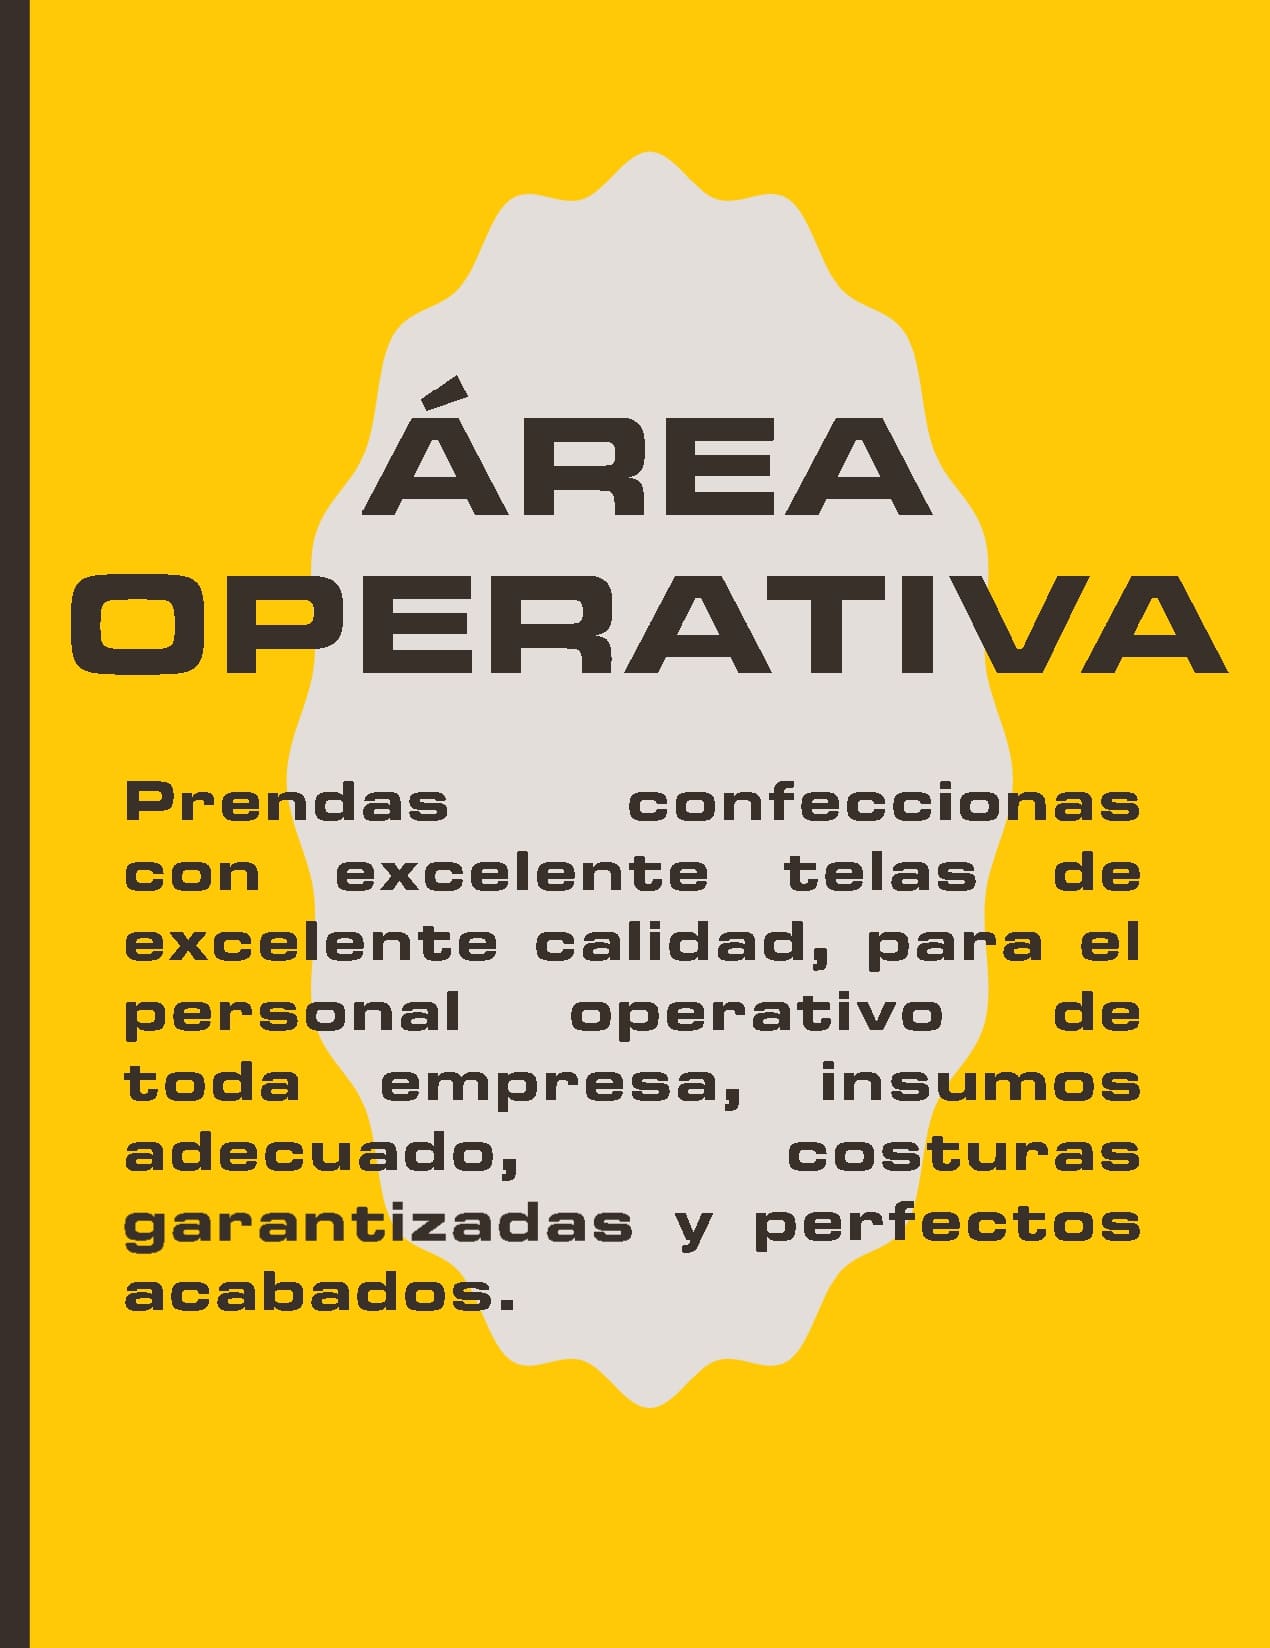 ÁREA
OPERATIVA
Prendas confeccionas
con excelente telas de
excelente calidad, para el
personal operativo de
toda empresa, insumos
adecuado, costuras
garantizadas y perfectos
acabados.